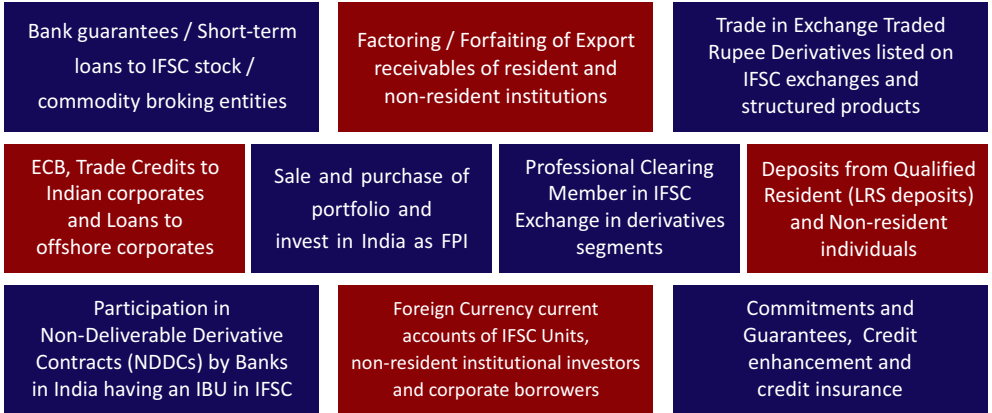 Bank guarantees / Short-term
loans to IFSC stock /
commodity broking entities
Factoring / Forfaiting of Export
receivables of resident and
non-resident institutions
Trade in Exchange Traded
Rupee Derivatives listed on
IFSC exchanges and
structured products
ECB, Trade Credits to
Indian corporates
and Loans to
offshore corporates
Sale and purchase of
portfolio and
invest in India as FPI
Professional Clearing
Member in IFSC
Exchange in derivatives
segments
Deposits from Qualified
Resident (LRS deposits)
and Non-resident
individuals
Participation in
Non-Deliverable Derivative
Contracts (NDDCs) by Banks
in India having an IBU in IFSC
Foreign Currency current
accounts of IFSC Units,
non-resident institutional investors
and corporate borrowers
Commitments and
Guarantees, Credit
enhancement and
credit insurance